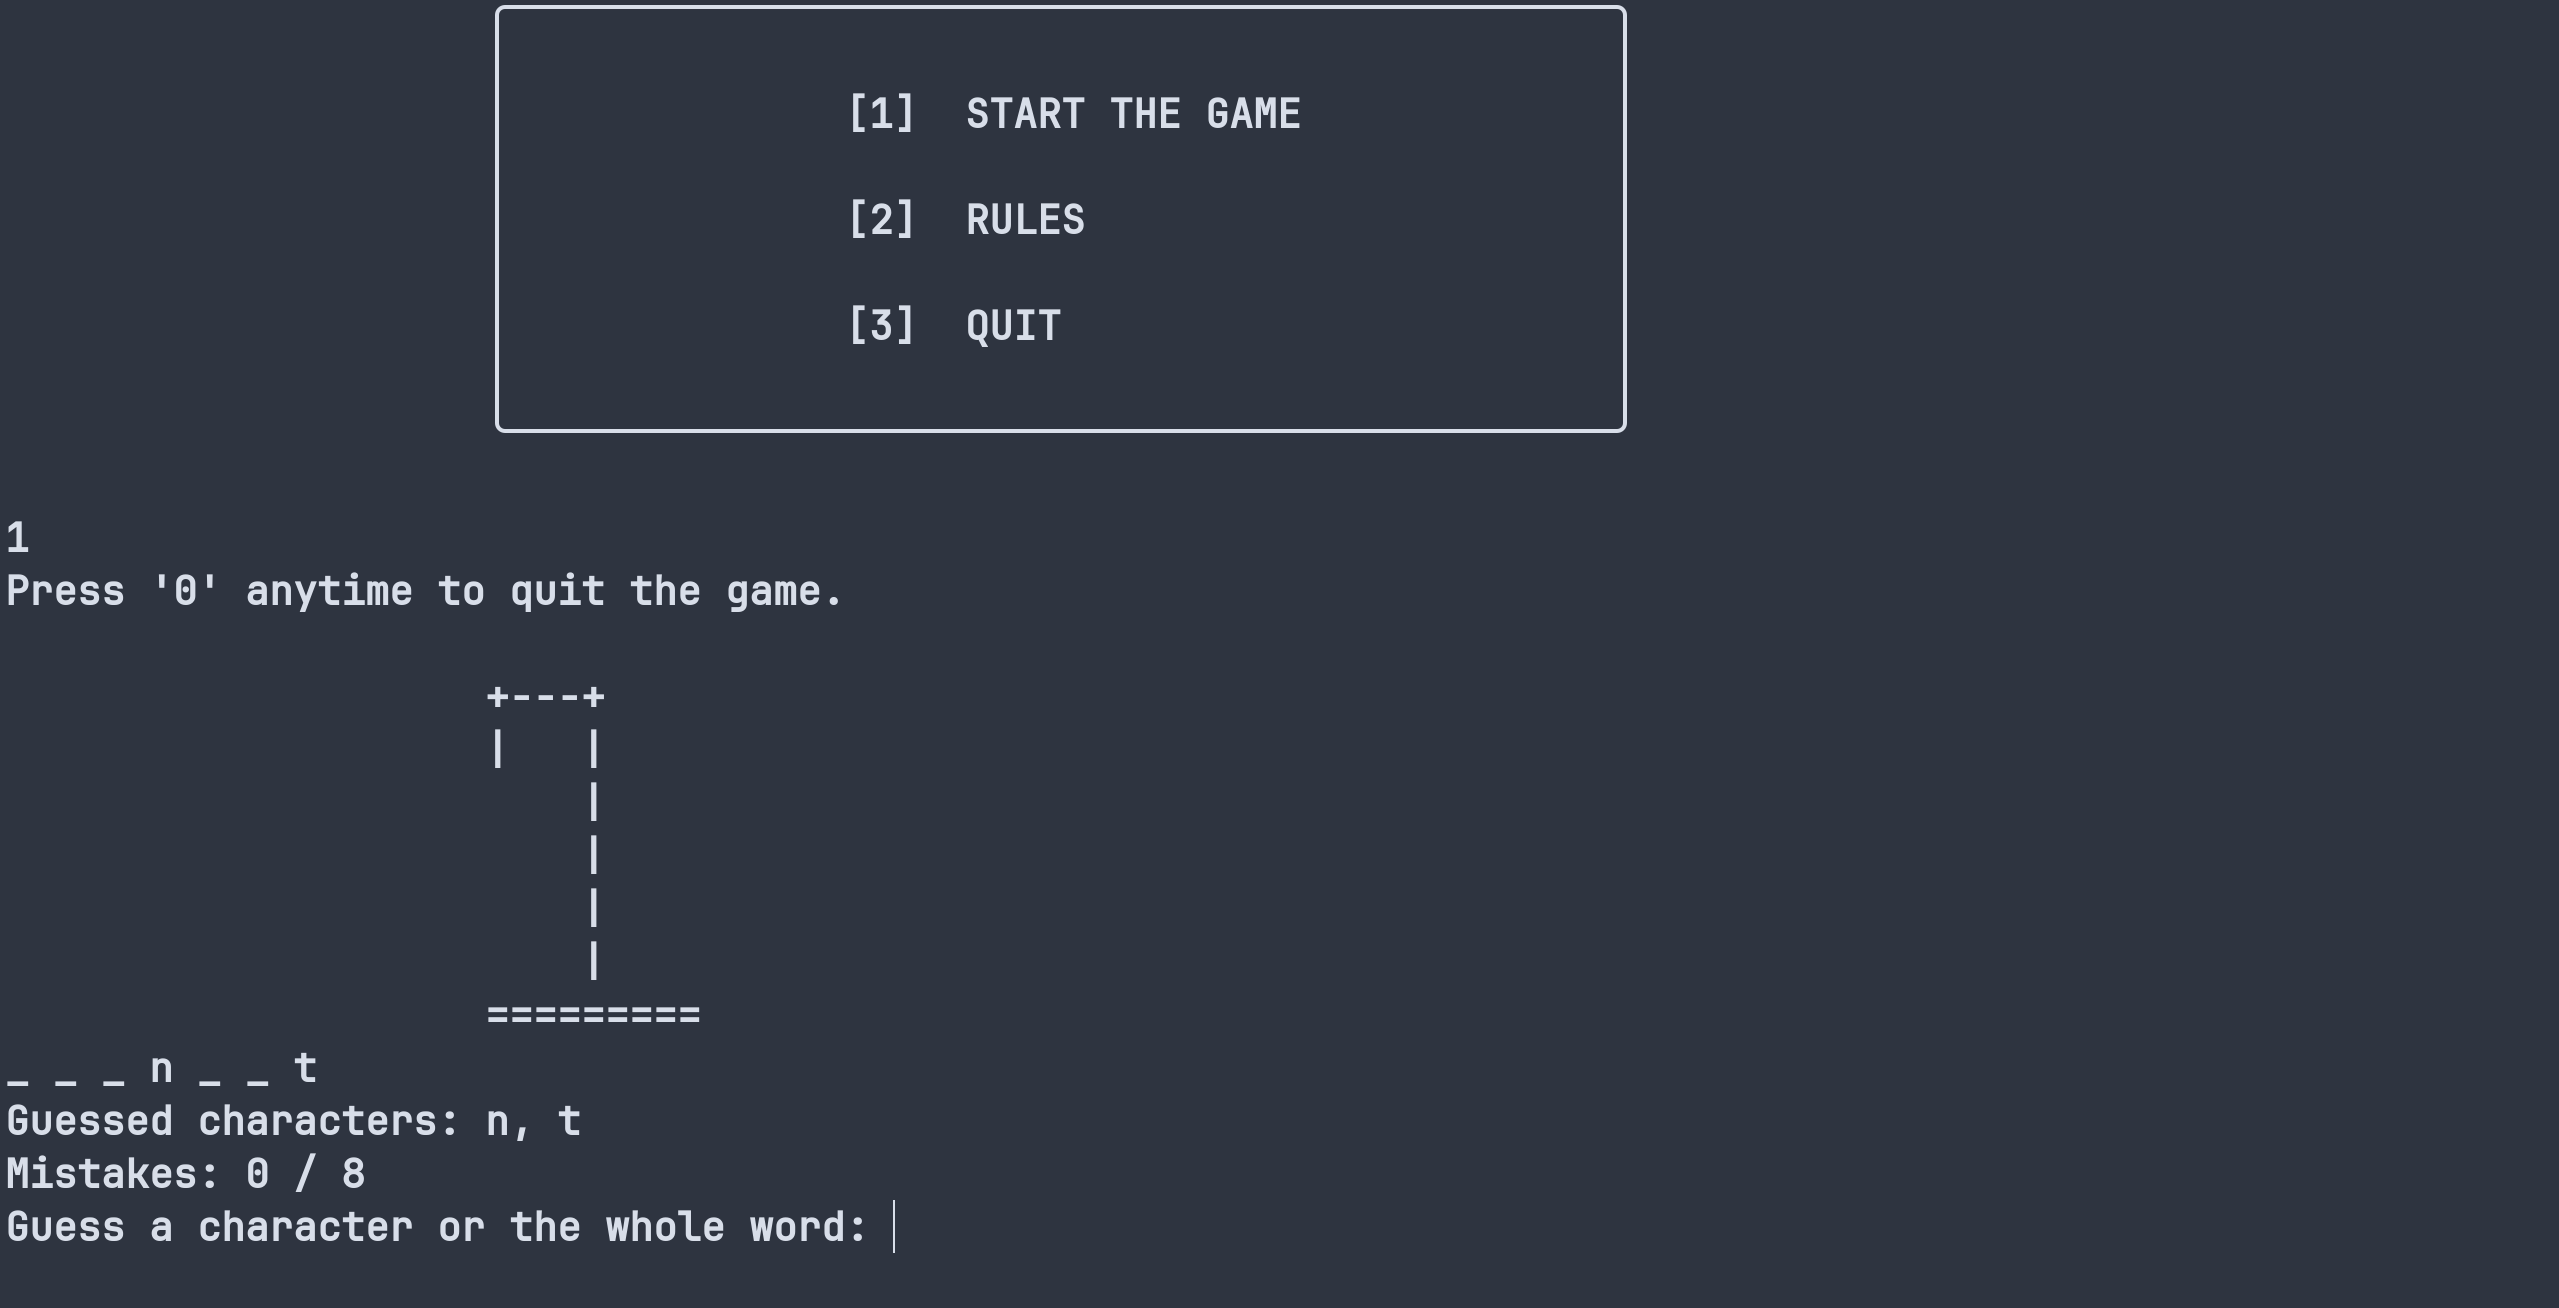 [1]  START THE GAME
[2]  RULES
[3]  QUIT
1
Press '0' anytime to quit the game.
+---+
|   |
    |
    |
    |
    |
=========
_ _ _ n _ _ t
Guessed characters: n, t
Mistakes: 0 / 8
Guess a character or the whole word: